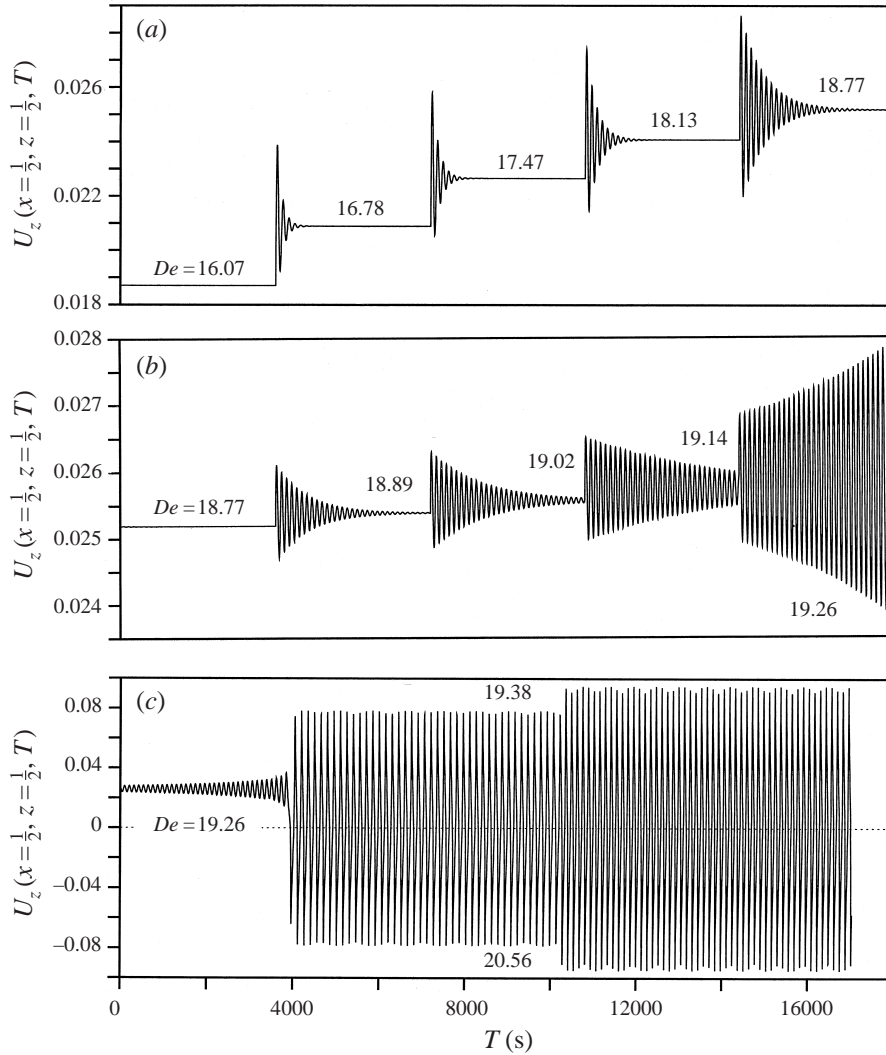 (a)
0.026
0.022
0.018
U_z (x = 1/2, z = 1/2, T)
De = 16.07
16.78
17.47
18.13
18.77
(b)
0.028
0.027
0.026
0.025
0.024
U_z (x = 1/2, z = 1/2, T)
De = 18.77
18.89
19.02
19.14
19.26
(c)
0.08
0.04
0
–0.04
–0.08
U_z (x = 1/2, z = 1/2, T)
De = 19.26
19.38
20.56
0 4000 8000 12000 16000
T (s)